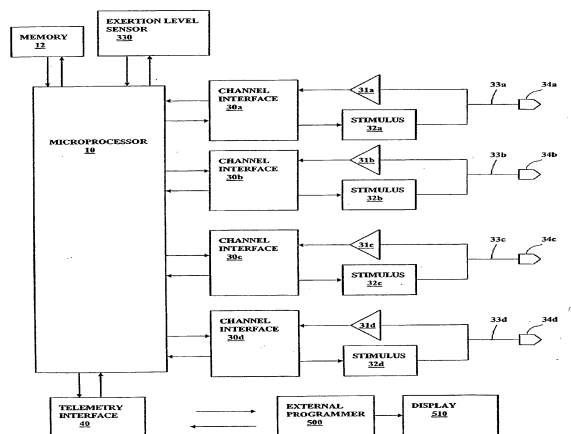 EXERTION LEVEL
SENSOR
330
MEMORY
12
MICROPROCESSOR
10
CHANNEL
INTERFACE
30a
31a
STIMULUS
32a
33a
34a
CHANNEL
INTERFACE
30b
31b
STIMULUS
32b
33b
34b
CHANNEL
INTERFACE
30c
31c
STIMULUS
32c
33c
34c
CHANNEL
INTERFACE
30d
31d
STIMULUS
32d
33d
34d
TELEMETRY
INTERFACE
40
EXTERNAL
PROGRAMMER
500
DISPLAY
510